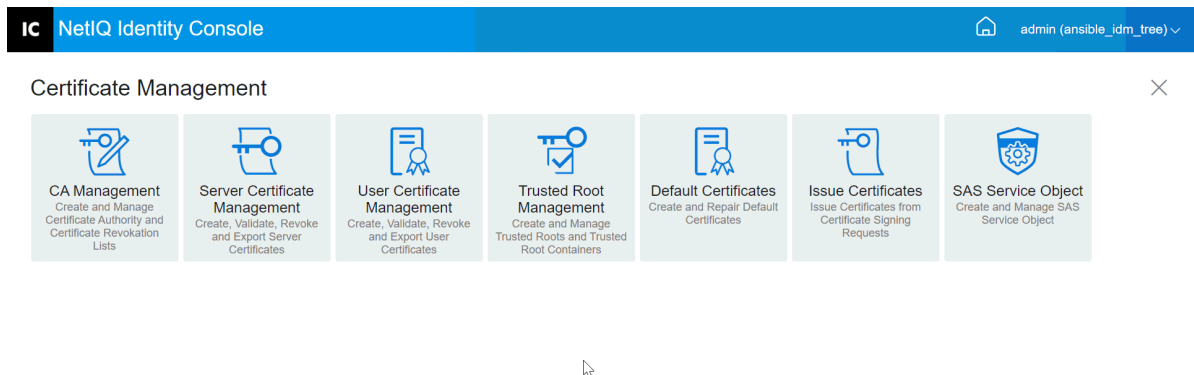 IC NetIQ Identity Console admin (ansible_idm_tree)
Certificate Management
CA Management
Create and Manage
Certificate Authority and
Certificate Revokation
Lists
Server Certificate
Management
Create, Validate, Revoke
and Export Server
Certificates
User Certificate
Management
Create, Validate, Revoke
and Export User
Certificates
Trusted Root
Management
Create and Manage
Trusted Roots and Trusted
Root Containers
Default Certificates
Create and Repair Default
Certificates
Issue Certificates
Issue Certificates from
Certificate Signing
Requests
SAS Service Object
Create and Manage SAS
Service Object